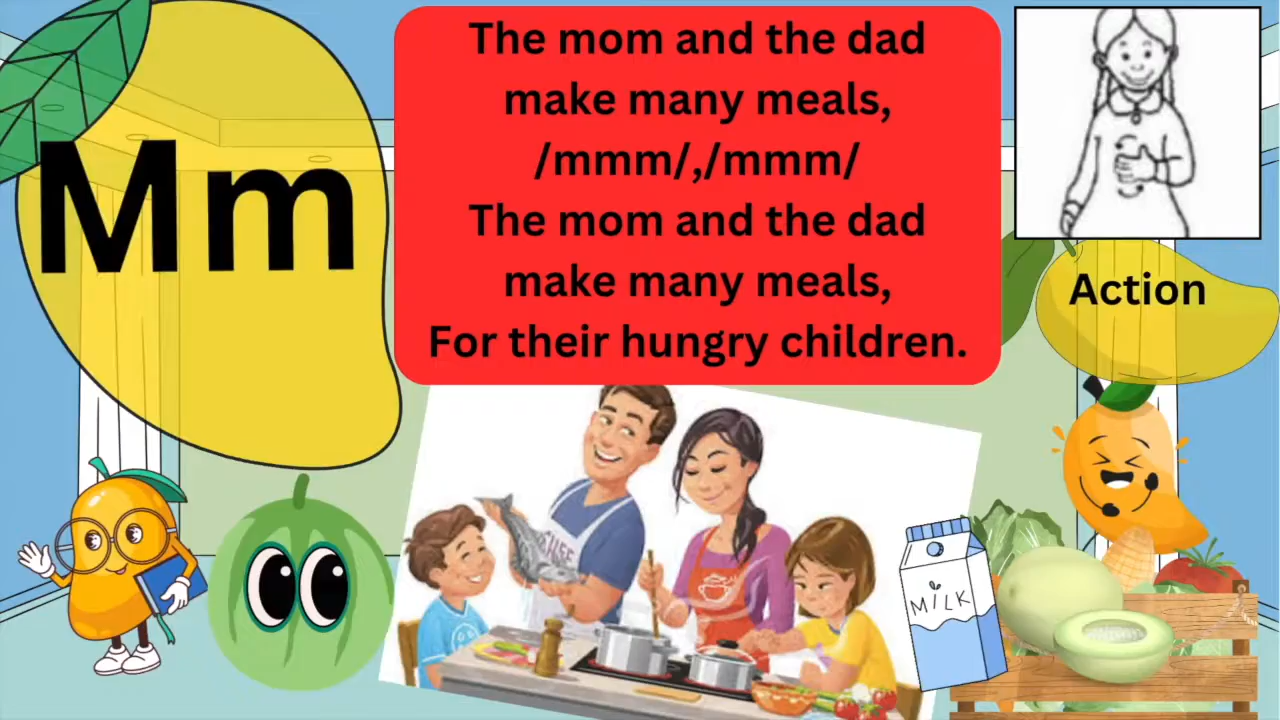 Mm
The mom and the dad
make many meals,
/mmm/,/mmm/
The mom and the dad
make many meals,
For their hungry children.
Action
MILK